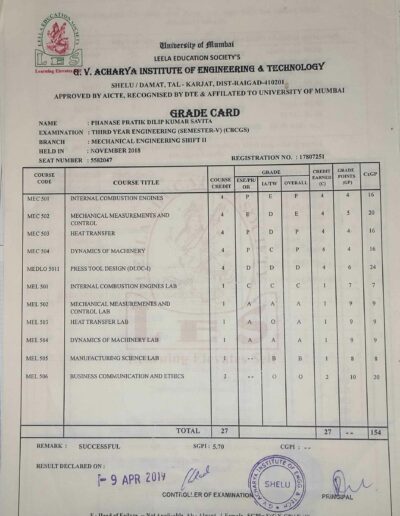 LEELA EDUCATION SOCIETY
LES
Learning Elevates
University of Mumbai
LEELA EDUCATION SOCIETY'S
G. V. ACHARYA INSTITUTE OF ENGINEERING & TECHNOLOGY
SHELU / DAMAT, TAL - KARJAT, DIST-RAIGAD-410201
APPROVED BY AICTE, RECOGNISED BY DTE & AFFILATED TO UNIVERSITY OF MUMBAI
GRADE CARD
NAME : PHANASE PRATIK DILIP KUMAR SAVITA
EXAMINATION : THIRD YEAR ENGINEERING (SEMESTER-V) (CBCGS)
BRANCH : MECHANICAL ENGINEERING SHIFT II
HELD IN : NOVEMBER 2018
SEAT NUMBER : 5582047 REGISTRATION NO. : 17807251
COURSE CODE COURSE TITLE COURSE CREDIT GRADE ESE/PR/OR IA/TW OVERALL CREDIT EARNED (C) GRADE POINTS (GP) C*GP
MEC 501 INTERNAL COMBUSTION ENGINES 4 P E P 4 4 16
MEC 502 MECHANICAL MEASUREMENTS AND CONTROL 4 P D E 4 5 20
MEC 503 HEAT TRANSFER 4 P D P 4 4 16
MEC 504 DYNAMICS OF MACHINERY 4 P C P 4 4 16
MEDLO 5011 PRESS TOOL DESIGN (DLOC-I) 4 D D D 4 6 24
MEL 501 INTERNAL COMBUSTION ENGINES LAB 1 C C C 1 7 7
MEL 502 MECHANICAL MEASUREMENTS AND CONTROL LAB 1 A A A 1 9 9
MEL 503 HEAT TRANSFER LAB 1 A O A 1 9 9
MEL 504 DYNAMICS OF MACHINERY LAB 1 A A A 1 9 9
MEL 505 MANUFACTURING SCIENCE LAB 1 -- B B 1 8 8
MEL 506 BUSINESS COMMUNICATION AND ETHICS 2 -- O O 2 10 20
TOTAL 27 27 -- 154
REMARK : SUCCESSFUL SGPI : 5.70 CGPI : --
RESULT DECLARED ON :
- 9 APR 2019
SHELU
CONTROLLER OF EXAMINATION PRINCIPAL